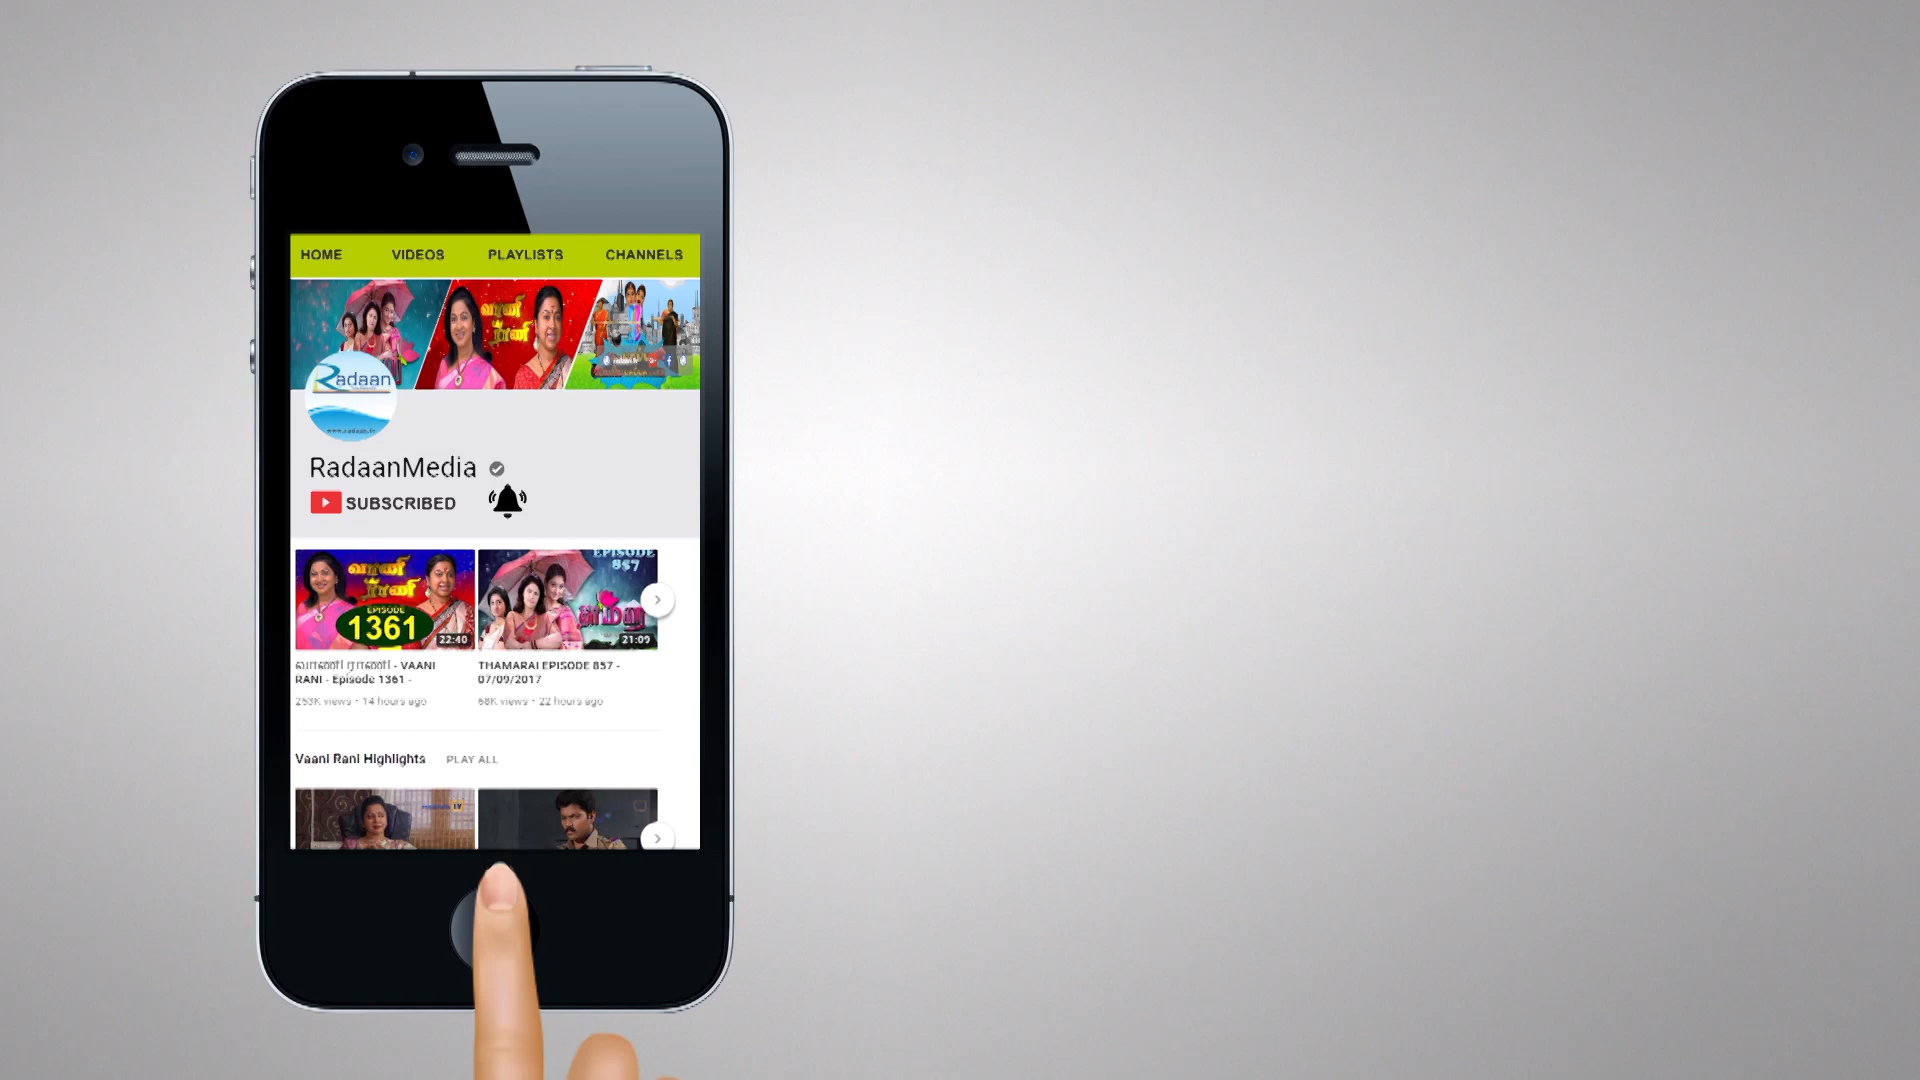 HOME VIDEOS PLAYLISTS CHANNELS
வாணி
ராணி
Radaan
RadaanMedia
SUBSCRIBED
வாணி
ராணி
EPISODE
1361
22:40
EPISODE
857
தாமரை
21:09
வாணி ராணி - VAANI
RANI - Episode 1361 -
253K views • 14 hours ago
THAMARAI EPISODE 857 -
07/09/2017
68K views • 22 hours ago
Vaani Rani Highlights PLAY ALL